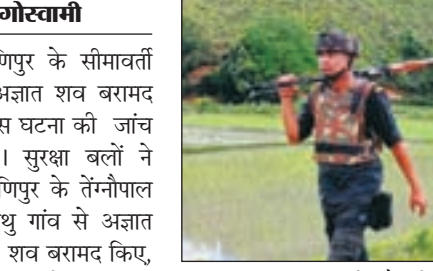 गोस्वामी
के सीमावर्ती
अज्ञात शव बरामद
घटना की जांच
। सुरक्षा बलों ने
के तेंग्नौपाल
गांव से अज्ञात
शव बरामद किए,